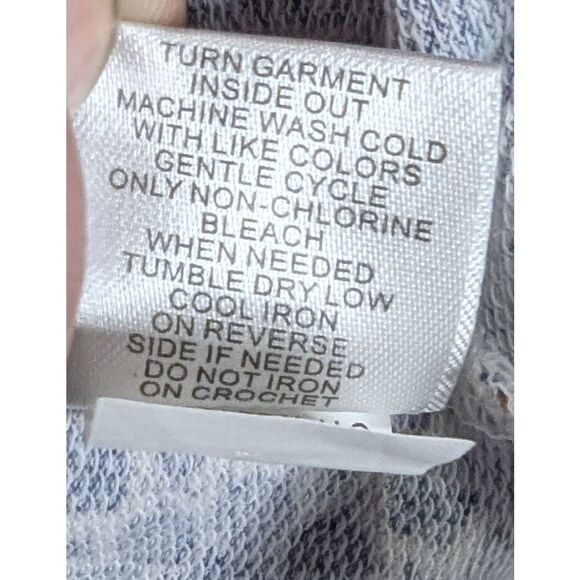 TURN GARMENT
INSIDE OUT
MACHINE WASH COLD
WITH LIKE COLORS
GENTLE CYCLE
ONLY NON-CHLORINE
BLEACH
WHEN NEEDED
TUMBLE DRY LOW
COOL IRON
ON REVERSE
SIDE IF NEEDED
DO NOT IRON
ON CROCHET